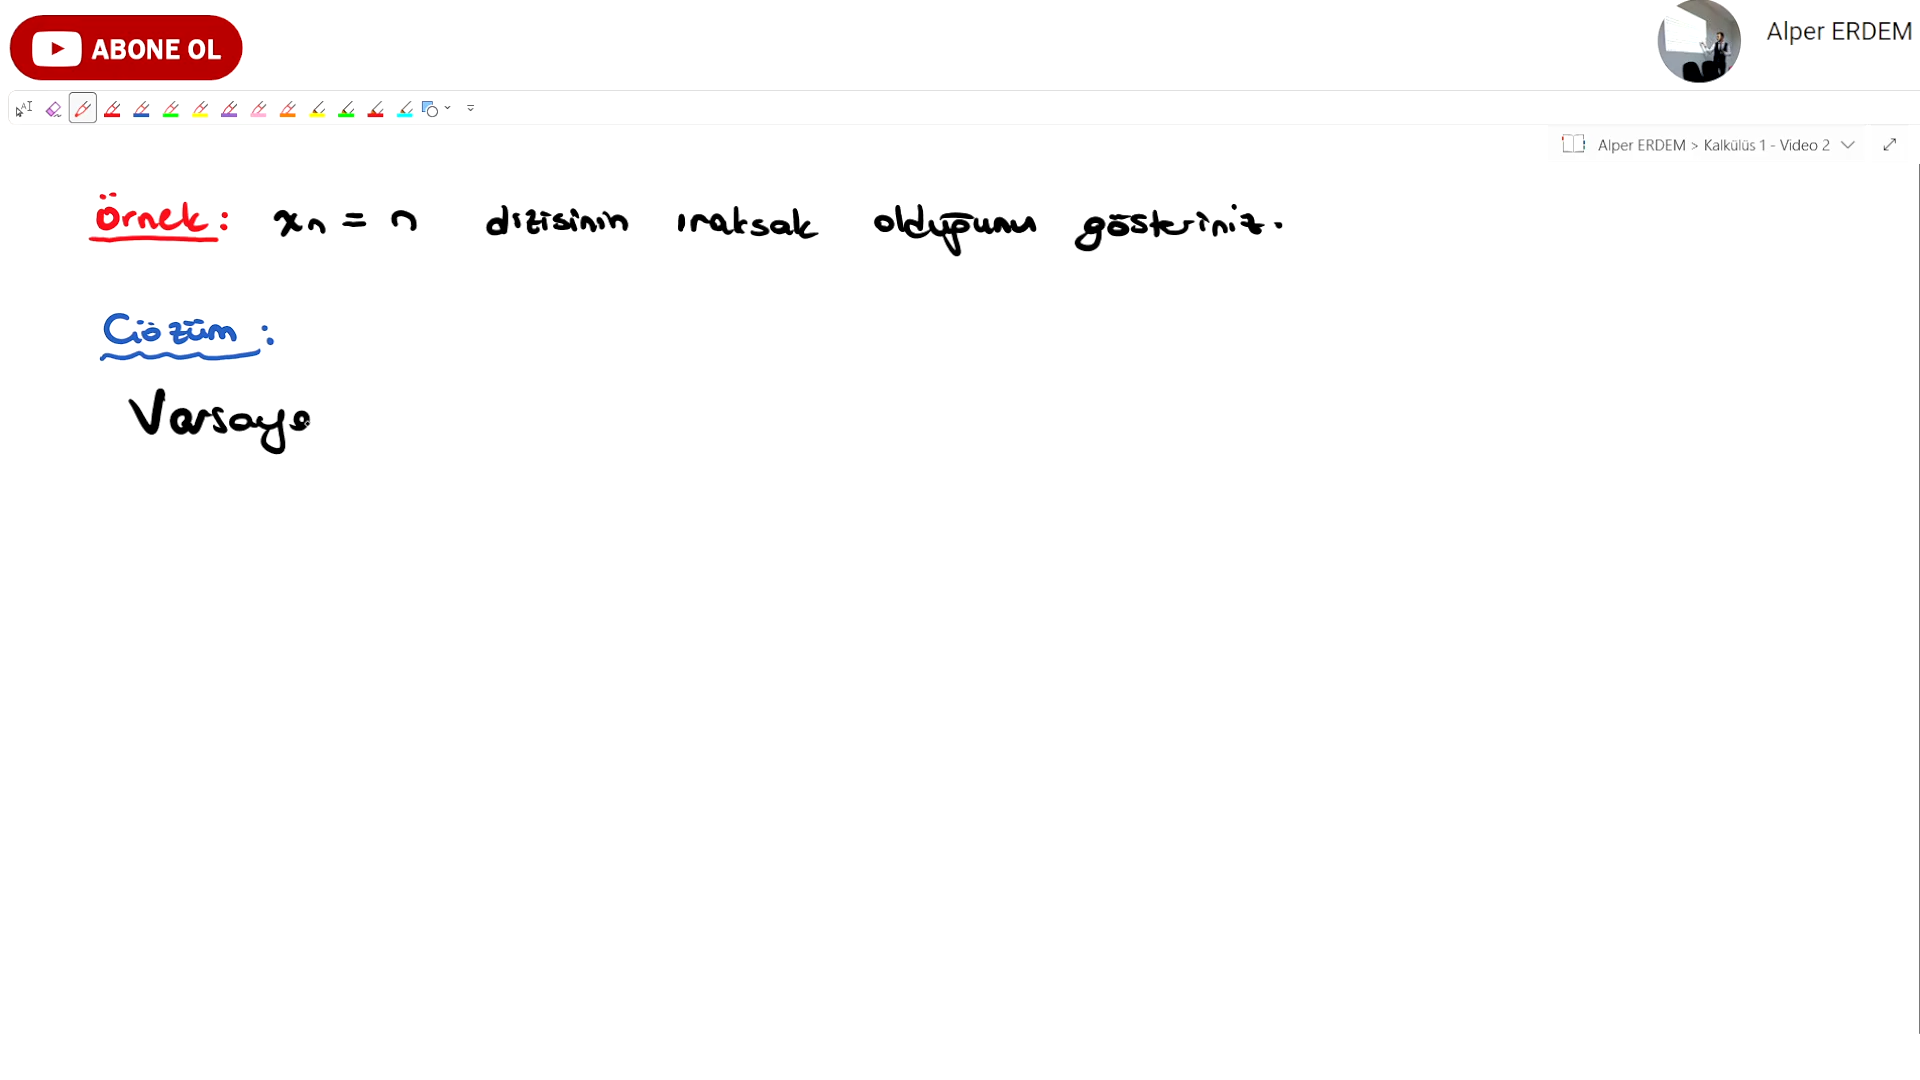 ABONE OL
Alper ERDEM
Alper ERDEM > Kalkülüs 1 - Video 2
Örnek: xn = n dizisinin ıraksak olduğunu gösteriniz.
Çözüm:
Varsaya